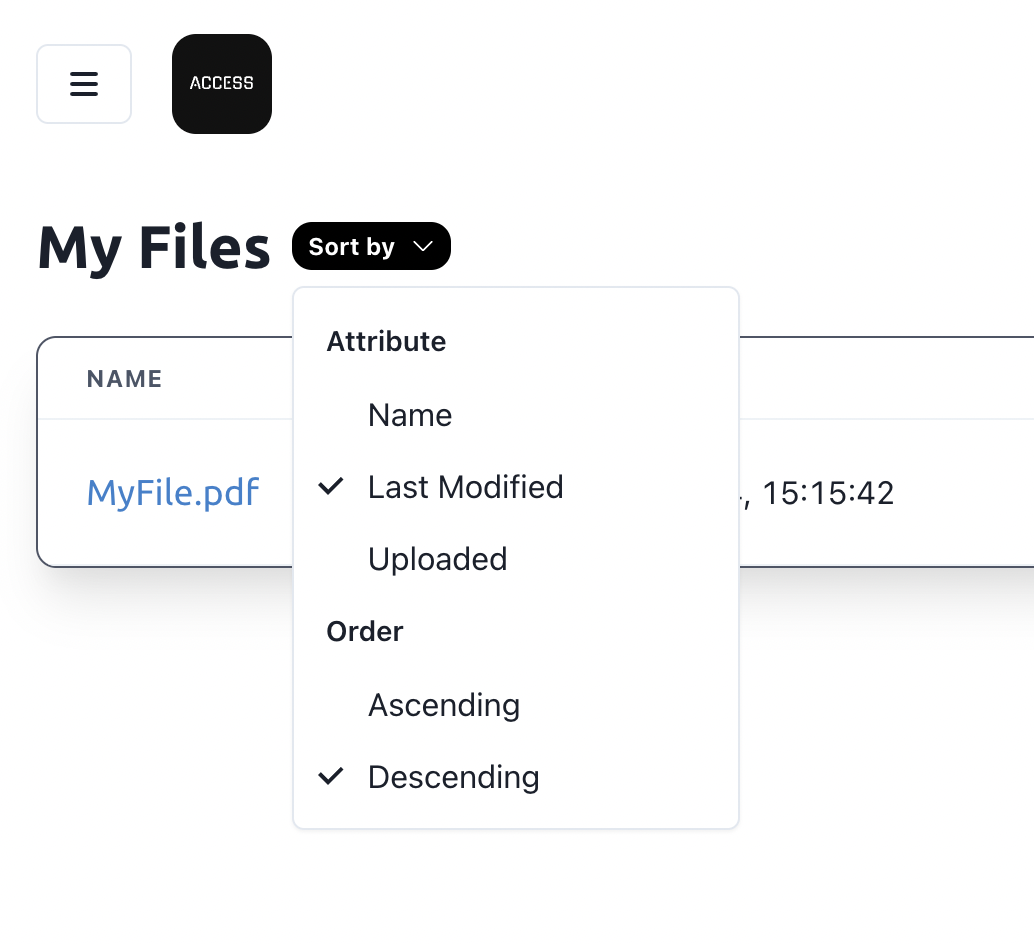 ACCESS
My Files
Sort by
Attribute
NAME
Name
Last Modified
MyFile.pdf
, 15:15:42
Uploaded
Order
Ascending
Descending